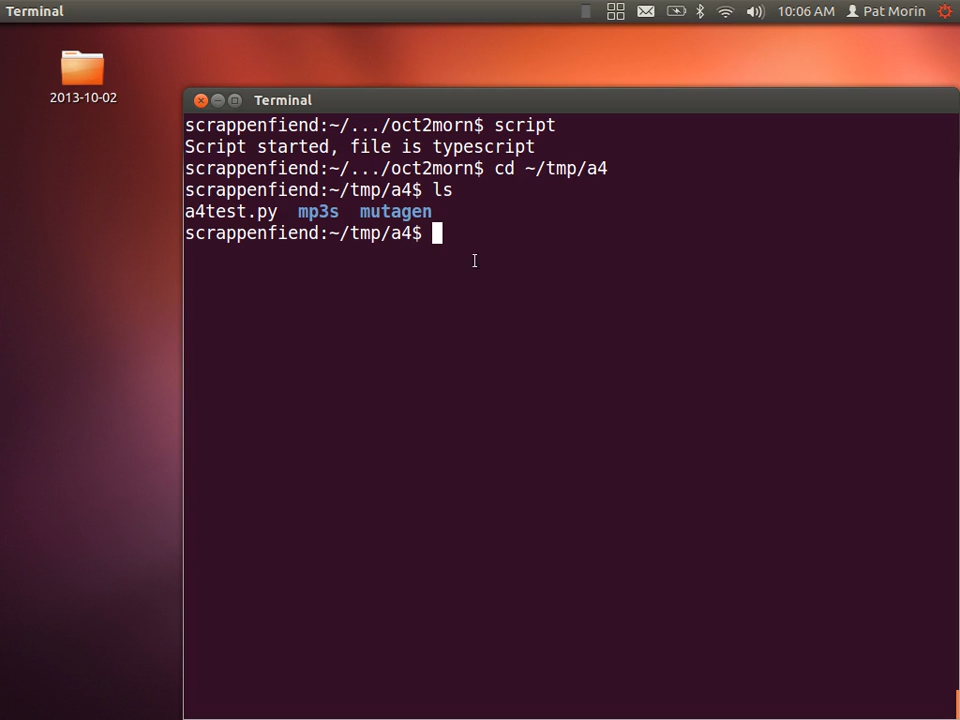 Terminal
10:06 AM
Pat Morin
2013-10-02
Terminal
scrappenfiend:~/.../oct2morn$ script
Script started, file is typescript
scrappenfiend:~/.../oct2morn$ cd ~/tmp/a4
scrappenfiend:~/tmp/a4$ ls
a4test.py  mp3s  mutagen
scrappenfiend:~/tmp/a4$